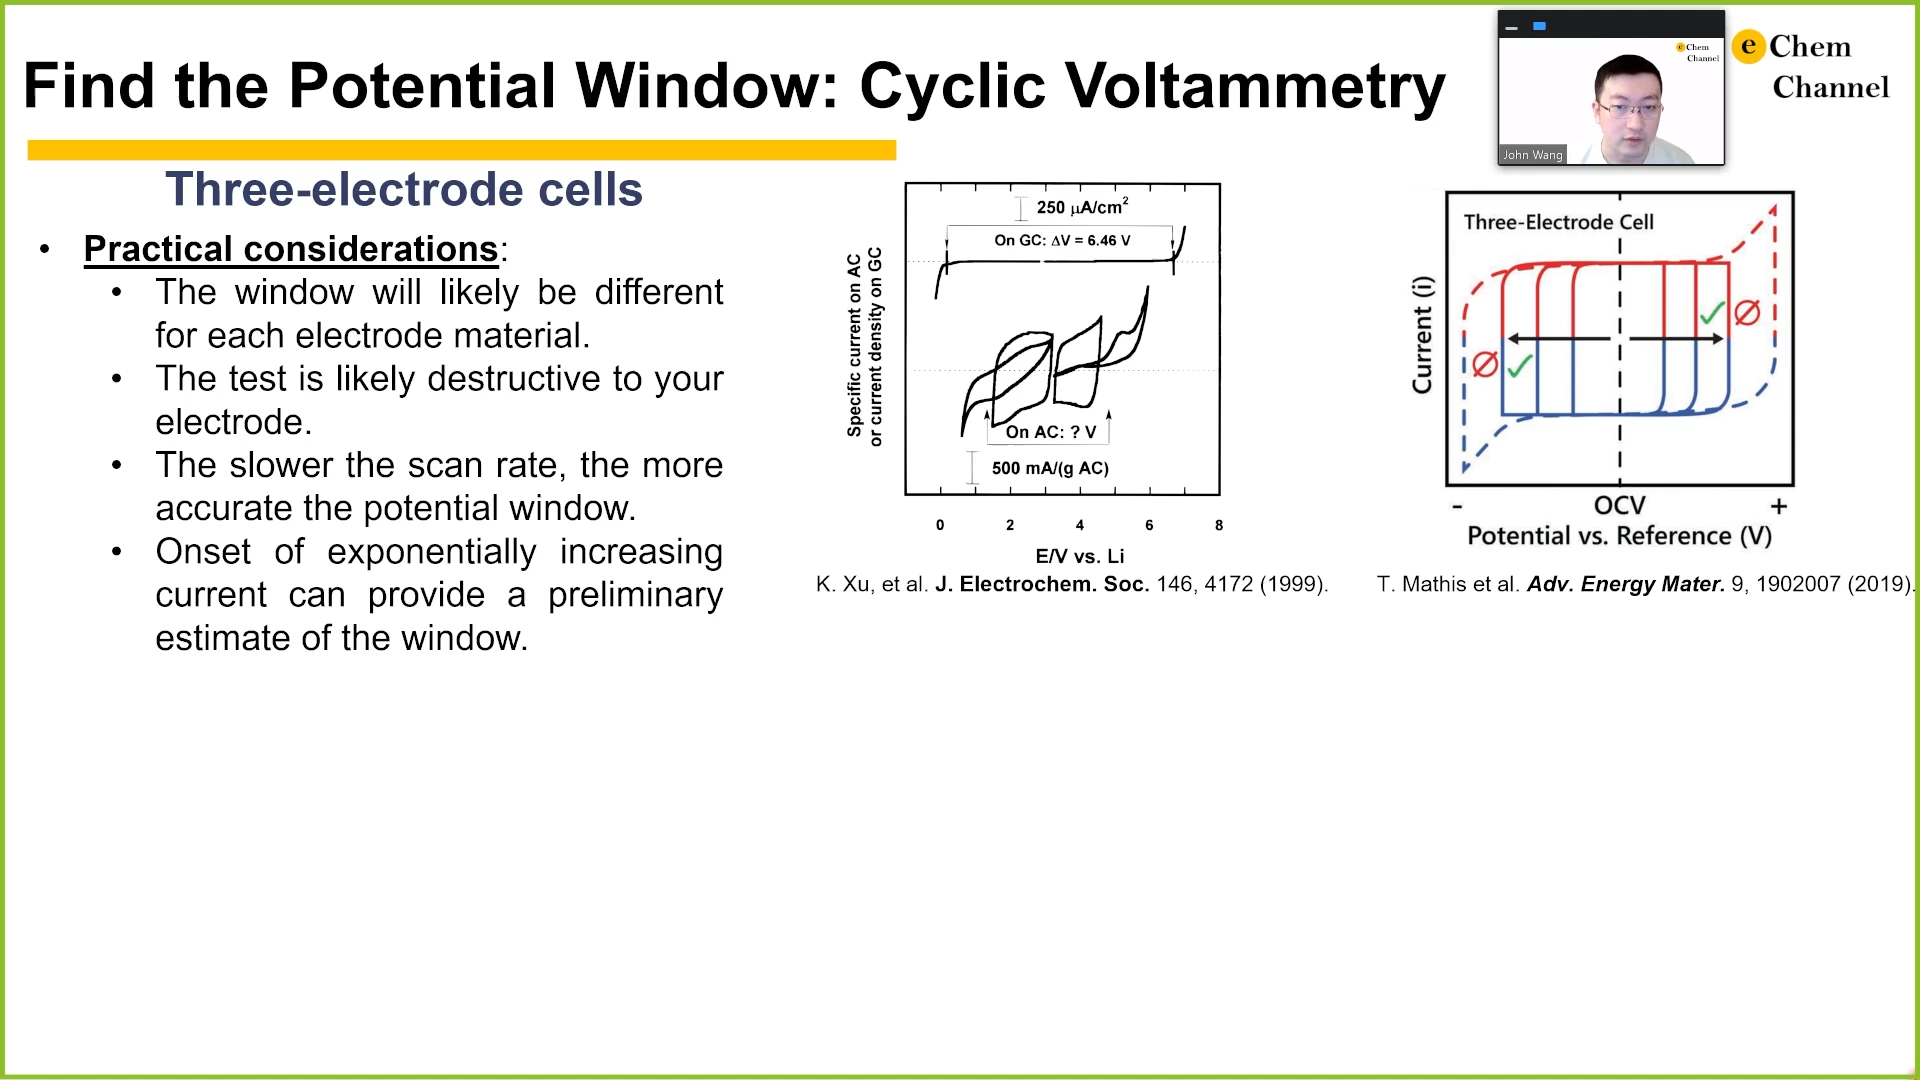 Find the Potential Window: Cyclic Voltammetry
e Chem
Channel
e Chem
Channel
John Wang
Three-electrode cells
• Practical considerations:
• The window will likely be different
for each electrode material.
• The test is likely destructive to your
electrode.
• The slower the scan rate, the more
accurate the potential window.
• Onset of exponentially increasing
current can provide a preliminary
estimate of the window.
Specific current on AC
or current density on GC
250 μA/cm²
On GC: ΔV = 6.46 V
On AC: ? V
500 mA/(g AC)
0 2 4 6 8
E/V vs. Li
K. Xu, et al. J. Electrochem. Soc. 146, 4172 (1999).
Three-Electrode Cell
Current (i)
- OCV +
Potential vs. Reference (V)
T. Mathis et al. Adv. Energy Mater. 9, 1902007 (2019).